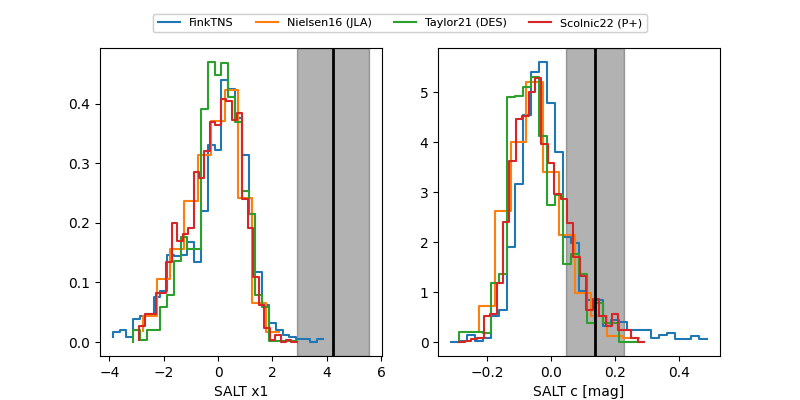 FinkTNS Nielsen16 (JLA) Taylor21 (DES) Scolnic22 (P+)
0.4
0.3
0.2
0.1
0.0
−4 −2 0 2 4 6
SALT x1
5
4
3
2
1
0
−0.2 0.0 0.2 0.4
SALT c [mag]